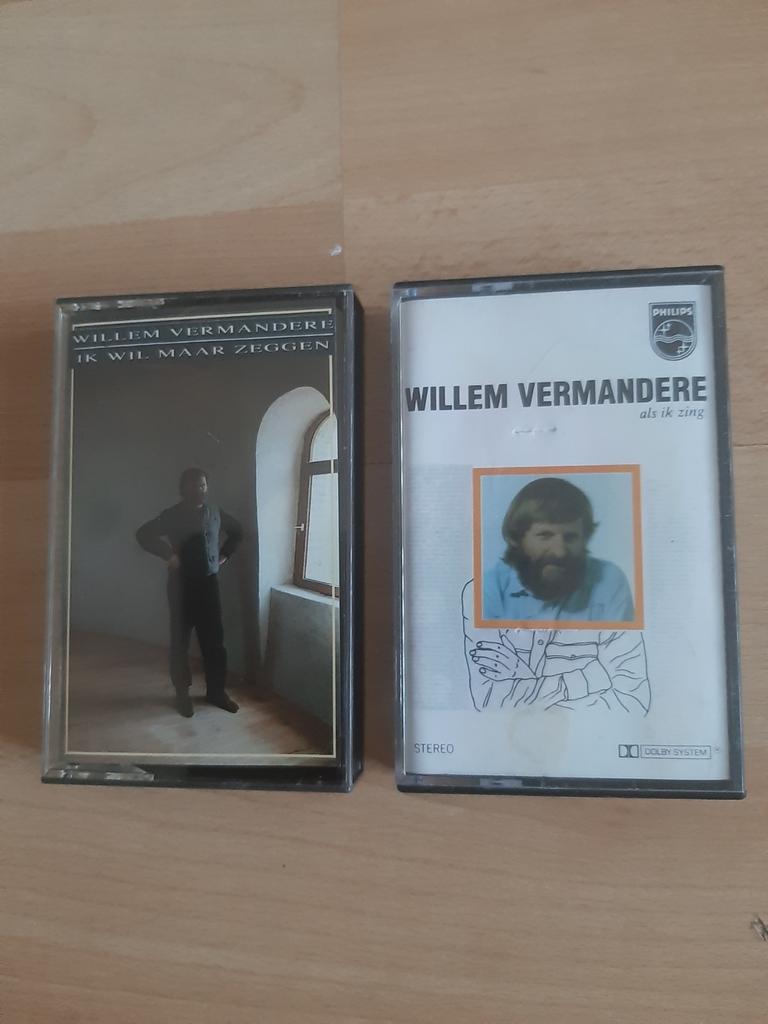 WILLEM VERMANDERE
IK WIL MAAR ZEGGEN
PHILIPS
WILLEM VERMANDERE
als ik zing
STEREO
DOLBY SYSTEM